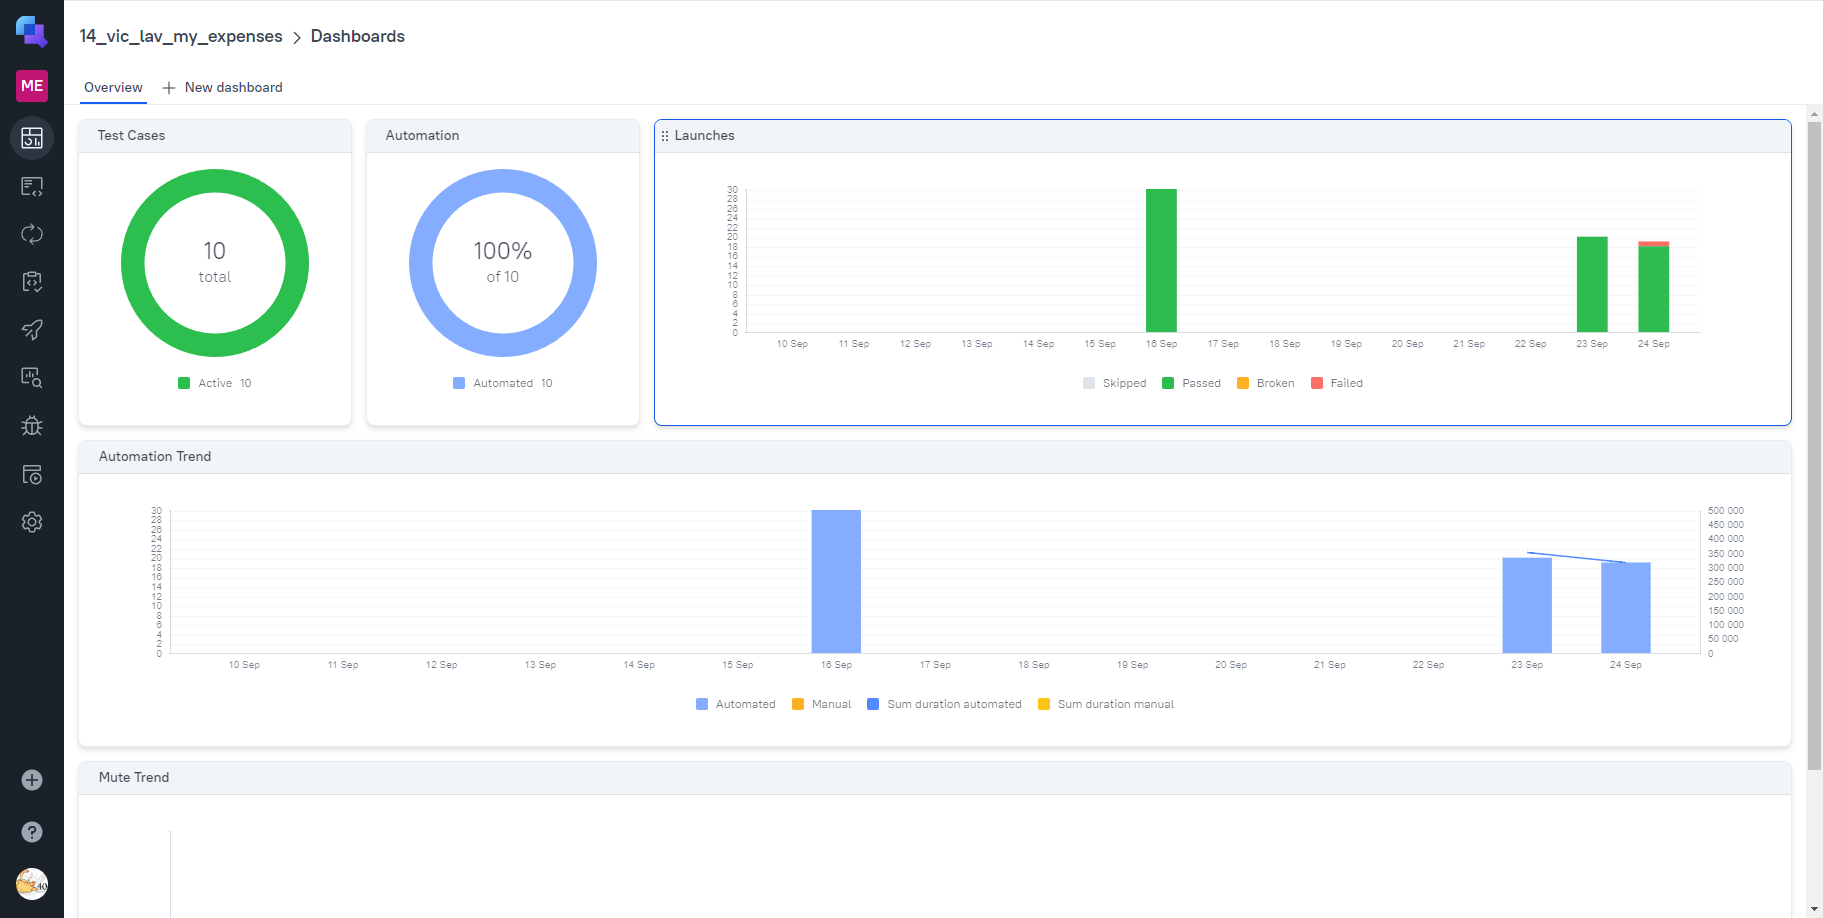 14_vic_lav_my_expenses > Dashboards
ME
Overview
+ New dashboard
Test Cases
10
total
Active 10
Automation
100%
of 10
Automated 10
Launches
30
28
26
24
22
20
18
16
14
12
10
8
6
4
2
0
10 Sep 11 Sep 12 Sep 13 Sep 14 Sep 15 Sep 16 Sep 17 Sep 18 Sep 19 Sep 20 Sep 21 Sep 22 Sep 23 Sep 24 Sep
Skipped Passed Broken Failed
Automation Trend
30
28
26
24
22
20
18
16
14
12
10
8
6
4
2
0
500 000
450 000
400 000
350 000
300 000
250 000
200 000
150 000
100 000
50 000
0
10 Sep 11 Sep 12 Sep 13 Sep 14 Sep 15 Sep 16 Sep 17 Sep 18 Sep 19 Sep 20 Sep 21 Sep 22 Sep 23 Sep 24 Sep
Automated Manual Sum duration automated Sum duration manual
Mute Trend
40